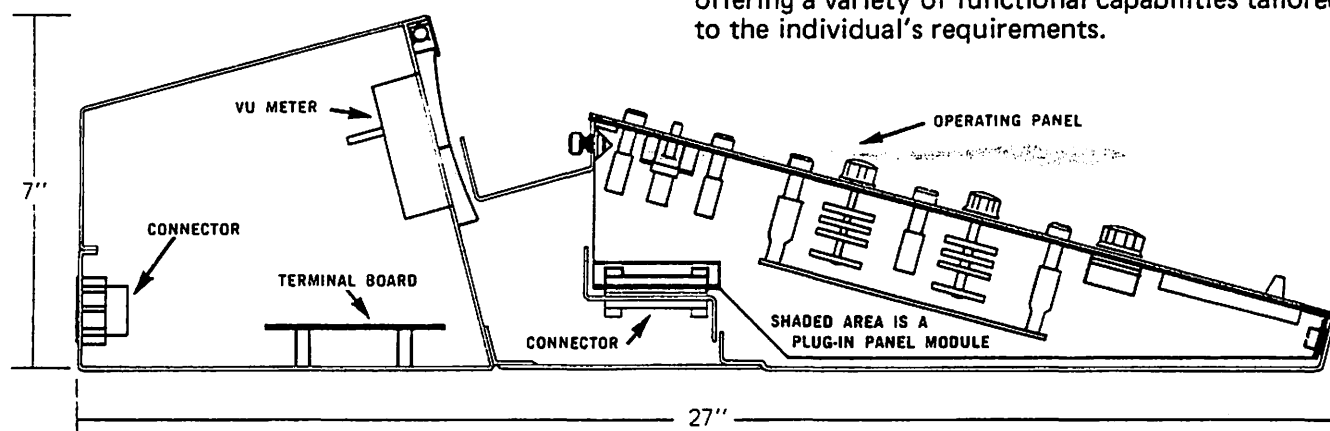 offering a variety of functional capabilities tailored
to the individual's requirements.
VU METER
OPERATING PANEL
7"
CONNECTOR
TERMINAL BOARD
CONNECTOR
SHADED AREA IS A
PLUG-IN PANEL MODULE
27"